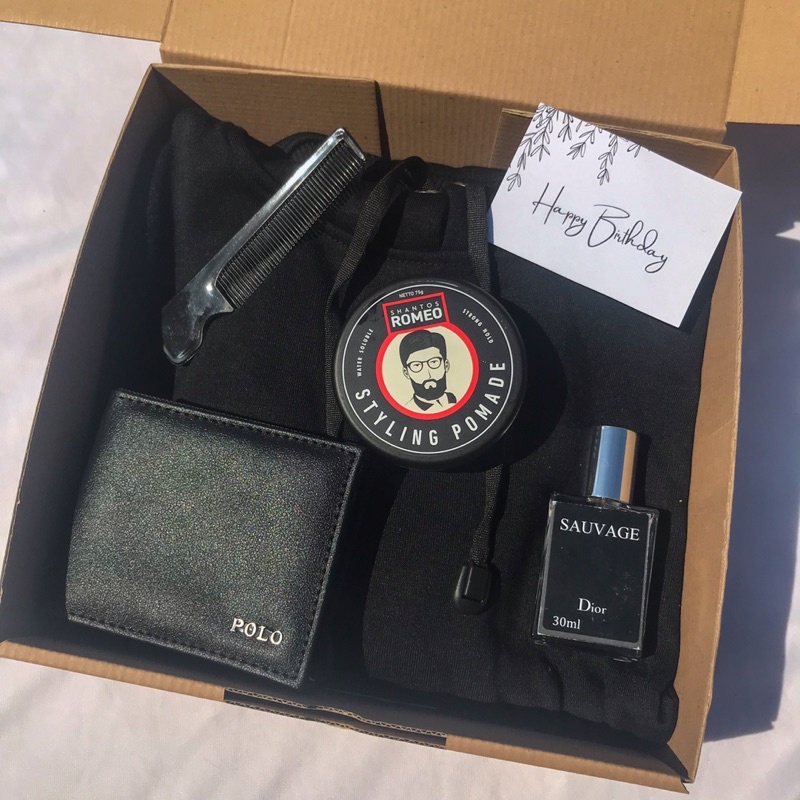 Happy Birthday
NETTO 75g
SHANTOS
ROMEO
WATER SOLUBLE
STRONG HOLD
STYLING POMADE
SAUVAGE
Dior
30ml
POLO